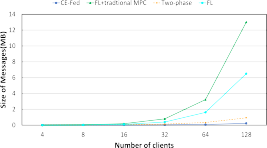 CE-Fed FL+tradtional MPC Two-phase FL
Size of Messages(MB)
14
12
10
8
6
4
2
0
4 8 16 32 64 128
Number of clients